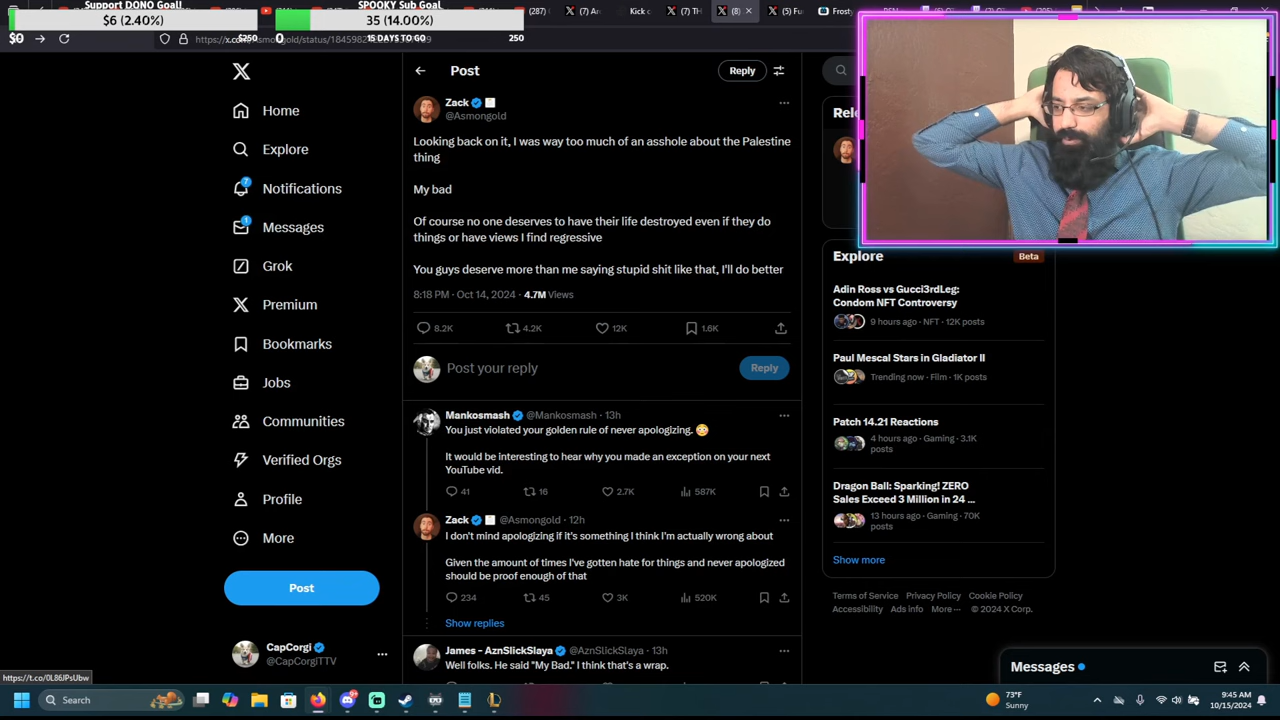 Support DONO Goal!
$6 (2.40%)
$0
$250
SPOOKY Sub Goal!
35 (14.00%)
0
15 DAYS TO GO
250
Kick
Frosty
Post
Reply
Home
Explore
7
Notifications
1
Messages
Grok
Premium
Bookmarks
Jobs
Communities
Verified Orgs
Profile
More
Post
CapCorgi
@CapCorgiTTV
https://t.co/0L86JPsUbw
Zack
@Asmongold
Looking back on it, I was way too much of an asshole about the Palestine
thing
My bad
Of course no one deserves to have their life destroyed even if they do
things or have views I find regressive
You guys deserve more than me saying stupid shit like that, I'll do better
8:18 PM · Oct 14, 2024 · 4.7M Views
8.2K 4.2K 12K 1.6K
Post your reply
Reply
Mankosmash @Mankosmash · 13h
You just violated your golden rule of never apologizing. 😳
It would be interesting to hear why you made an exception on your next
YouTube vid.
41 16 2.7K 587K
Zack @Asmongold · 12h
I don't mind apologizing if it's something I think I'm actually wrong about
Given the amount of times I've gotten hate for things and never apologized
should be proof enough of that
234 45 3K 520K
Show replies
James - AznSlickSlaya @AznSlickSlaya · 13h
Well folks. He said "My Bad." I think that's a wrap.
Explore
Beta
Adin Ross vs Gucci3rdLeg:
Condom NFT Controversy
9 hours ago · NFT · 12K posts
Paul Mescal Stars in Gladiator II
Trending now · Film · 1K posts
Patch 14.21 Reactions
4 hours ago · Gaming · 3.1K
posts
Dragon Ball: Sparking! ZERO
Sales Exceed 3 Million in 24 ...
13 hours ago · Gaming · 70K
posts
Show more
Terms of Service Privacy Policy Cookie Policy
Accessibility Ads info More ··· © 2024 X Corp.
Messages
Search
73°F
Sunny
9:45 AM
10/15/2024